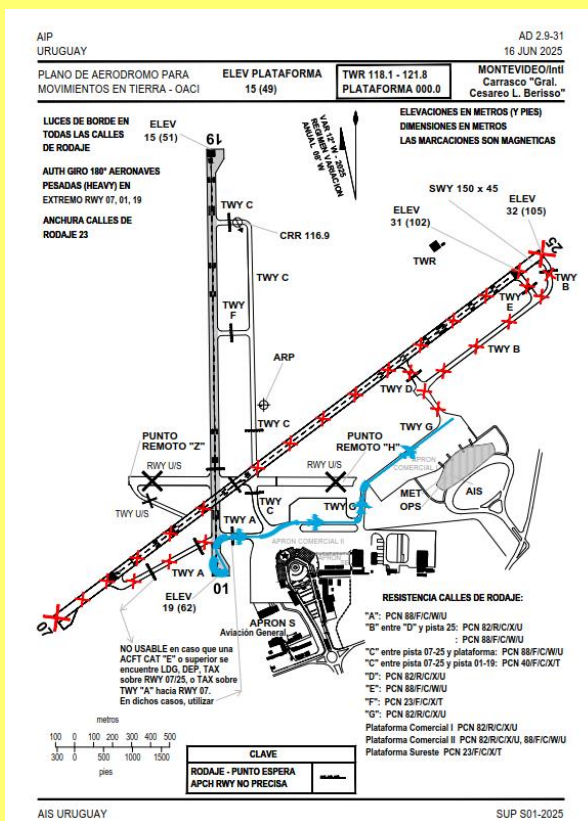 AIP
URUGUAY
AD 2.9-31
16 JUN 2025
PLANO DE AERODROMO PARA
MOVIMIENTOS EN TIERRA - OACI
ELEV PLATAFORMA
15 (49)
TWR 118.1 - 121.8
PLATAFORMA 000.0
MONTEVIDEO/Intl
Carrasco "Gral.
Cesareo L. Berisso"
LUCES DE BORDE EN
TODAS LAS CALLES
DE RODAJE
AUTH GIRO 180° AERONAVES
PESADAS (HEAVY) EN
EXTREMO RWY 07, 01, 19
ANCHURA CALLES DE
RODAJE 23
ELEV
15 (51)
19
VAR 12° W - 2025
REGIMEN VARIACION
ANUAL 08' W
ELEVACIONES EN METROS (Y PIES)
DIMENSIONES EN METROS
LAS MARCACIONES SON MAGNETICAS
SWY 150 x 45
ELEV
32 (105)
ELEV
31 (102)
25
TWY C
CRR 116.9
TWR
TWY C
TWY
B
TWY
E
TWY
F
TWY B
ARP
TWY D
TWY C
TWY G
PUNTO
REMOTO "Z"
PUNTO
REMOTO "H"
RWY U/S
RWY U/S
APRON
COMERCIAL I
TWY U/S
TWY
C
TWY G
MET
OPS
AIS
TWY A
APRON COMERCIAL II
TWY A
01
ELEV
19 (62)
07
APRON S
Aviación General
NO USABLE en caso que una
ACFT CAT "E" o superior se
encuentre LDG, DEP, TAX
sobre RWY 07/25, o TAX sobre
TWY "A" hacia RWY 07.
En dichos casos, utilizar
RESISTENCIA CALLES DE RODAJE:
"A": PCN 88/F/C/W/U
"B" entre "D" y pista 25: PCN 82/R/C/X/U
: PCN 88/F/C/W/U
"C" entre pista 07-25 y plataforma: PCN 88/F/C/W/U
"C" entre pista 07-25 y pista 01-19: PCN 40/F/C/X/T
"D": PCN 82/R/C/X/U
"E": PCN 88/F/C/W/U
"F": PCN 23/F/C/X/T
"G": PCN 82/R/C/X/U
Plataforma Comercial I PCN 82/R/C/X/U
Plataforma Comercial II PCN 82/R/C/X/U, 88/F/C/W/U
Plataforma Sureste PCN 23/F/C/X/T
metros
100 0 100 200 300 400 500
300 0 500 1000 1500
pies
CLAVE
RODAJE - PUNTO ESPERA
APCH RWY NO PRECISA
AIS URUGUAY
SUP S01-2025